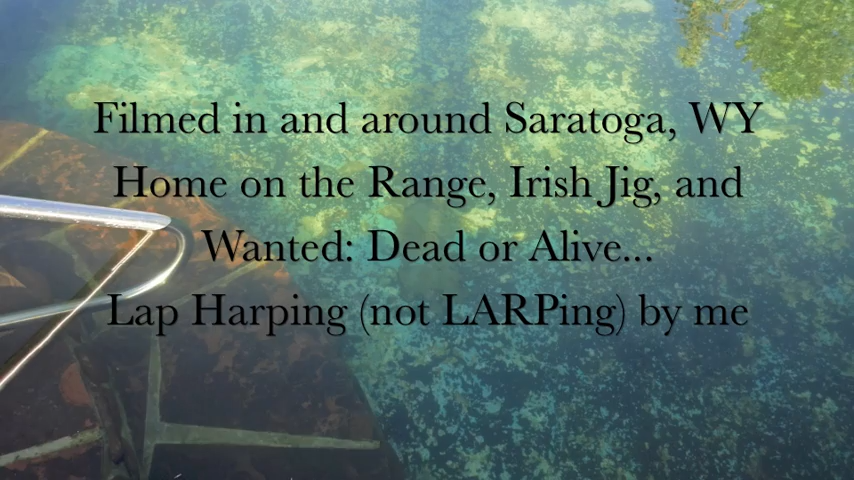 Filmed in and around Saratoga, WY
Home on the Range, Irish Jig, and
Wanted: Dead or Alive...
Lap Harping (not LARPing) by me